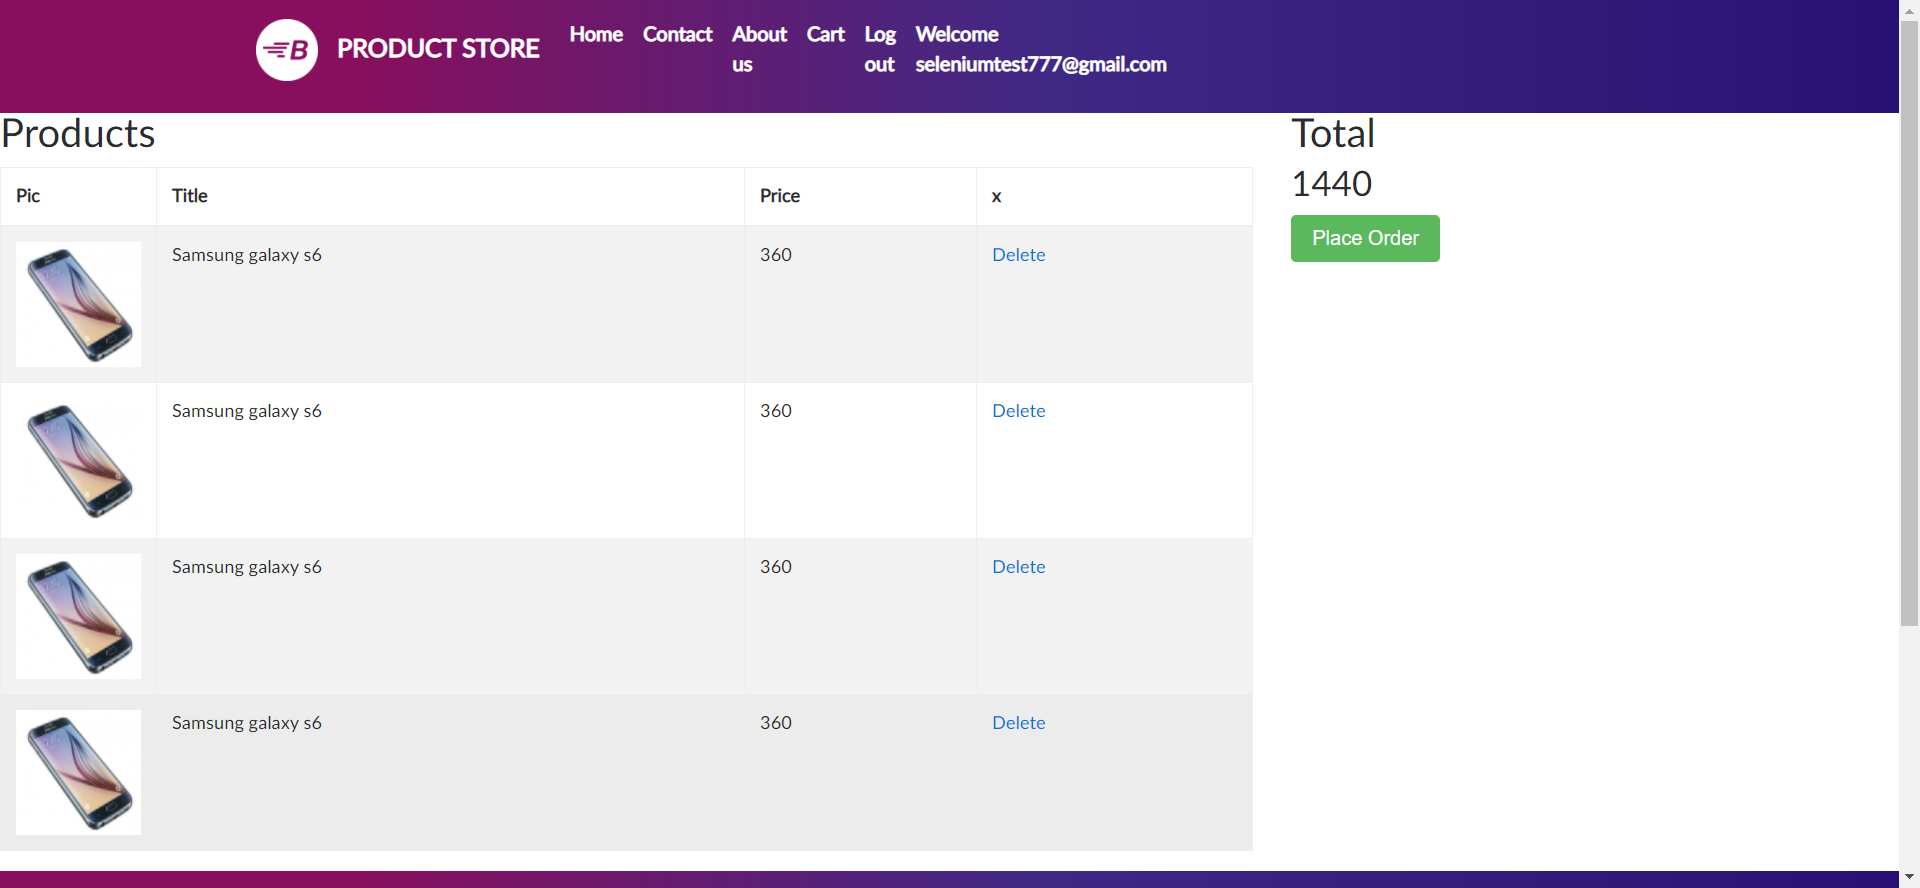 B PRODUCT STORE Home Contact About us Cart Log out Welcome seleniumtest777@gmail.com
Products
Total
1440
Place Order
Pic Title Price x
Samsung galaxy s6 360 Delete
Samsung galaxy s6 360 Delete
Samsung galaxy s6 360 Delete
Samsung galaxy s6 360 Delete